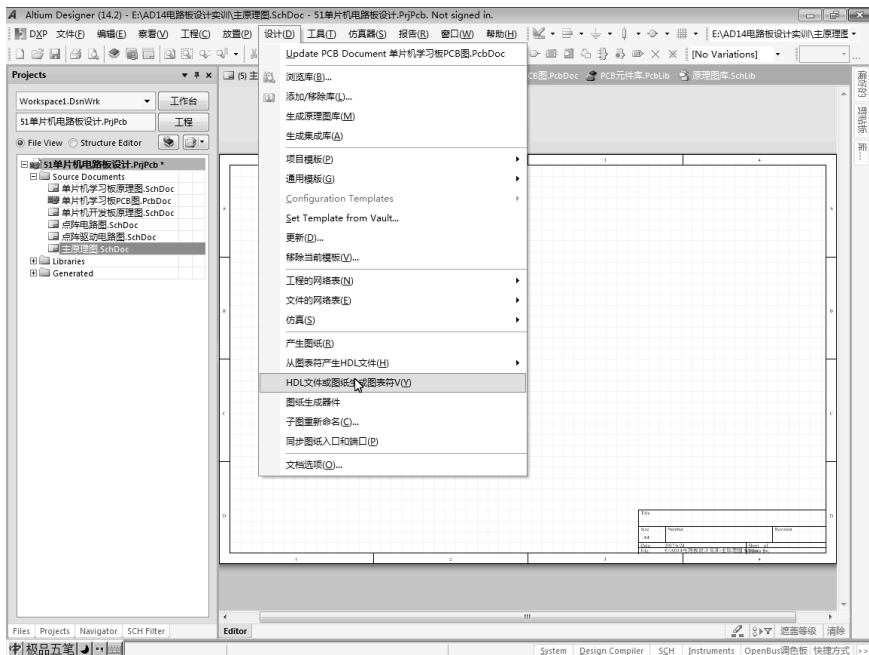 Altium Designer (14.2) - E:\AD14电路板设计实训\主原理图.SchDoc - 51单片机电路板设计.PrjPcb. Not signed in.
DXP 文件(F) 编辑(E) 察看(V) 工程(C) 放置(P) 设计(D) 工具(T) 仿真器(S) 报告(R) 窗口(W) 帮助(H) E:\AD14电路板设计实训\主原理图
[No Variations]
Projects
(5) 主
CB图.PcbDoc PCB元件库.PcbLib 原理图库.SchLib
Workspace1.DsnWrk 工作台
51单片机电路板设计.PrjPcb 工程
File View Structure Editor
51单片机电路板设计.PrjPcb *
Source Documents
单片机学习板原理图.SchDoc
单片机学习板PCB图.PcbDoc
单片机开发板原理图.SchDoc
点阵电路图.SchDoc
点阵驱动电路图.SchDoc
主原理图.SchDoc
Libraries
Generated
Update PCB Document 单片机学习板PCB图.PcbDoc
浏览库(B)...
添加/移除库(L)...
生成原理图库(M)
生成集成库(A)
项目模板(P)
通用模板(G)
Configuration Templates
Set Template from Vault...
更新(D)...
移除当前模板(V)...
工程的网络表(N)
文件的网络表(E)
仿真(S)
产生图纸(R)
从图表符产生HDL文件(H)
HDL文件或图纸生成图表符V(Y)
图纸生成器件
子图重新命名(C)...
同步图纸入口和端口(P)
文档选项(O)...
3 4
A
B
C
D
1 2 3 4
Title
Size Number Revision
A4
Date: Sheet of
File:
Files Projects Navigator SCH Filter Editor 遮盖等级 清除
极品五笔 System Design Compiler SCH Instruments OpenBus调色板 快捷方式 >>